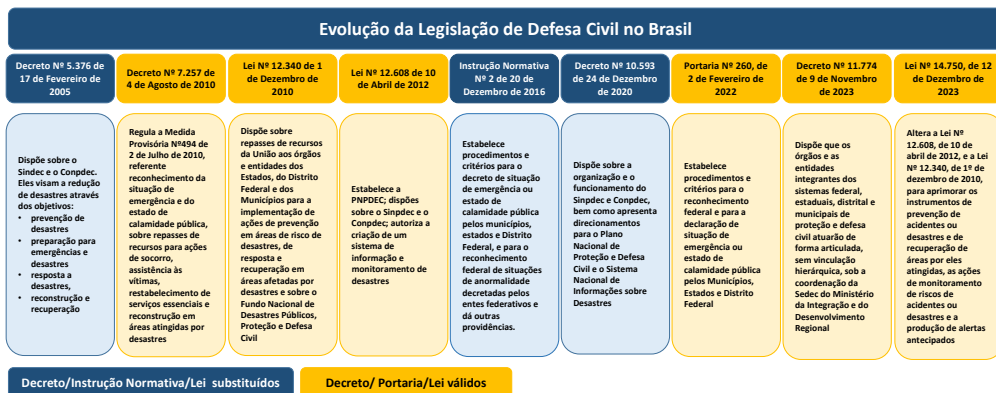 Evolução da Legislação de Defesa Civil no Brasil
Decreto Nº 5.376 de
17 de Fevereiro de
2005
Decreto Nº 7.257 de
4 de Agosto de 2010
Lei Nº 12.340 de 1
de Dezembro de
2010
Lei Nº 12.608 de 10
de Abril de 2012
Instrução Normativa
Nº 2 de 20 de
Dezembro de 2016
Decreto Nº 10.593
de 24 de Dezembro
de 2020
Portaria Nº 260, de
2 de Fevereiro de
2022
Decreto Nº 11.774
de 9 de Novembro
de 2023
Lei Nº 14.750, de 12
de Dezembro de
2023
Dispõe sobre o
Sindec e o Conpdec.
Eles visam a redução
de desastres através
dos objetivos:
• prevenção de
desastres
• preparação para
emergências e
desastres
• resposta a
desastres,
• reconstrução e
recuperação
Regula a Medida
Provisória Nº494 de
2 de Julho de 2010,
referente
reconhecimento da
situação de
emergência e do
estado de
calamidade pública,
sobre repasses de
recursos para ações
de socorro,
assistência às
vítimas,
restabelecimento de
serviços essenciais e
reconstrução em
áreas atingidas por
desastres
Dispõe sobre
repasses de recursos
da União aos órgãos
e entidades dos
Estados, do Distrito
Federal e dos
Municípios para a
implementação de
ações de prevenção
em áreas de risco de
desastres, de
resposta e
recuperação em
áreas afetadas por
desastres e sobre o
Fundo Nacional de
Desastres Públicos,
Proteção e Defesa
Civil
Estabelece a
PNPDEC; dispões
sobre o Sinpdec e o
Conpdec; autoriza a
criação de um
sistema de
informação e
monitoramento de
desastres
Estabelece
procedimentos e
critérios para o
decreto de situação
de emergência ou
estado de
calamidade pública
pelos municípios,
estados e Distrito
Federal, e para o
reconhecimento
federal de situações
de anormalidade
decretadas pelos
entes federativos e
dá outras
providências.
Dispõe sobre a
organização e o
funcionamento do
Sinpdec e Conpdec,
bem como apresenta
direcionamentos
para o Plano
Nacional de
Proteção e Defesa
Civil e o Sistema
Nacional de
Informações sobre
Desastres
Estabelece
procedimentos e
critérios para o
reconhecimento
federal e para a
declaração de
situação de
emergência ou
estado de
calamidade pública
pelos Municípios,
Estados e Distrito
Federal
Dispõe que os
órgãos e as
entidades
integrantes dos
sistemas federal,
estaduais, distrital e
municipais de
proteção e defesa
civil atuarão de
forma articulada,
sem vinculação
hierárquica, sob a
coordenação da
Sedec do Ministério
da Integração e do
Desenvolvimento
Regional
Altera a Lei Nº
12.608, de 10 de
abril de 2012, e a Lei
Nº 12.340, de 1º de
dezembro de 2010,
para aprimorar os
instrumentos de
prevenção de
acidentes ou
desastres e de
recuperação de
áreas por eles
atingidas, as ações
de monitoramento
de riscos de
acidentes ou
desastres e a
produção de alertas
antecipados
Decreto/Instrução Normativa/Lei substituídos
Decreto/ Portaria/Lei válidos